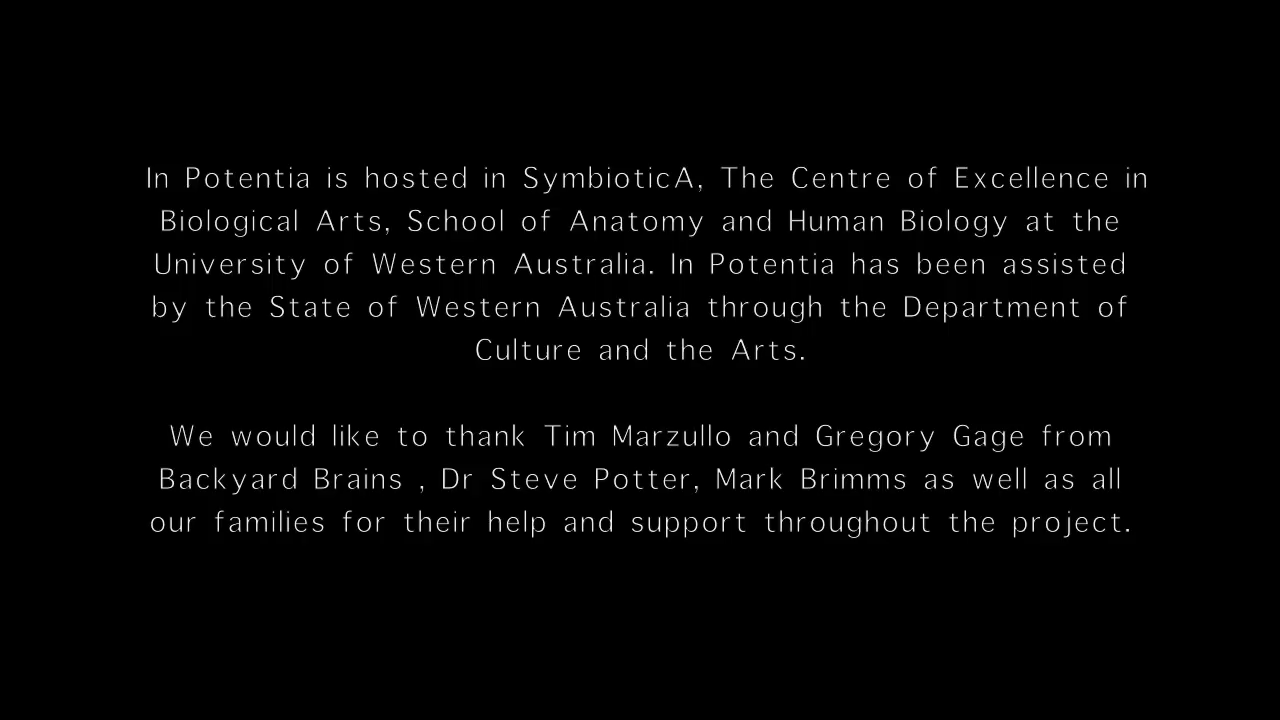 In Potentia is hosted in SymbioticA, The Centre of Excellence in
Biological Arts, School of Anatomy and Human Biology at the
University of Western Australia. In Potentia has been assisted
by the State of Western Australia through the Department of
Culture and the Arts.
We would like to thank Tim Marzullo and Gregory Gage from
Backyard Brains , Dr Steve Potter, Mark Brimms as well as all
our families for their help and support throughout the project.